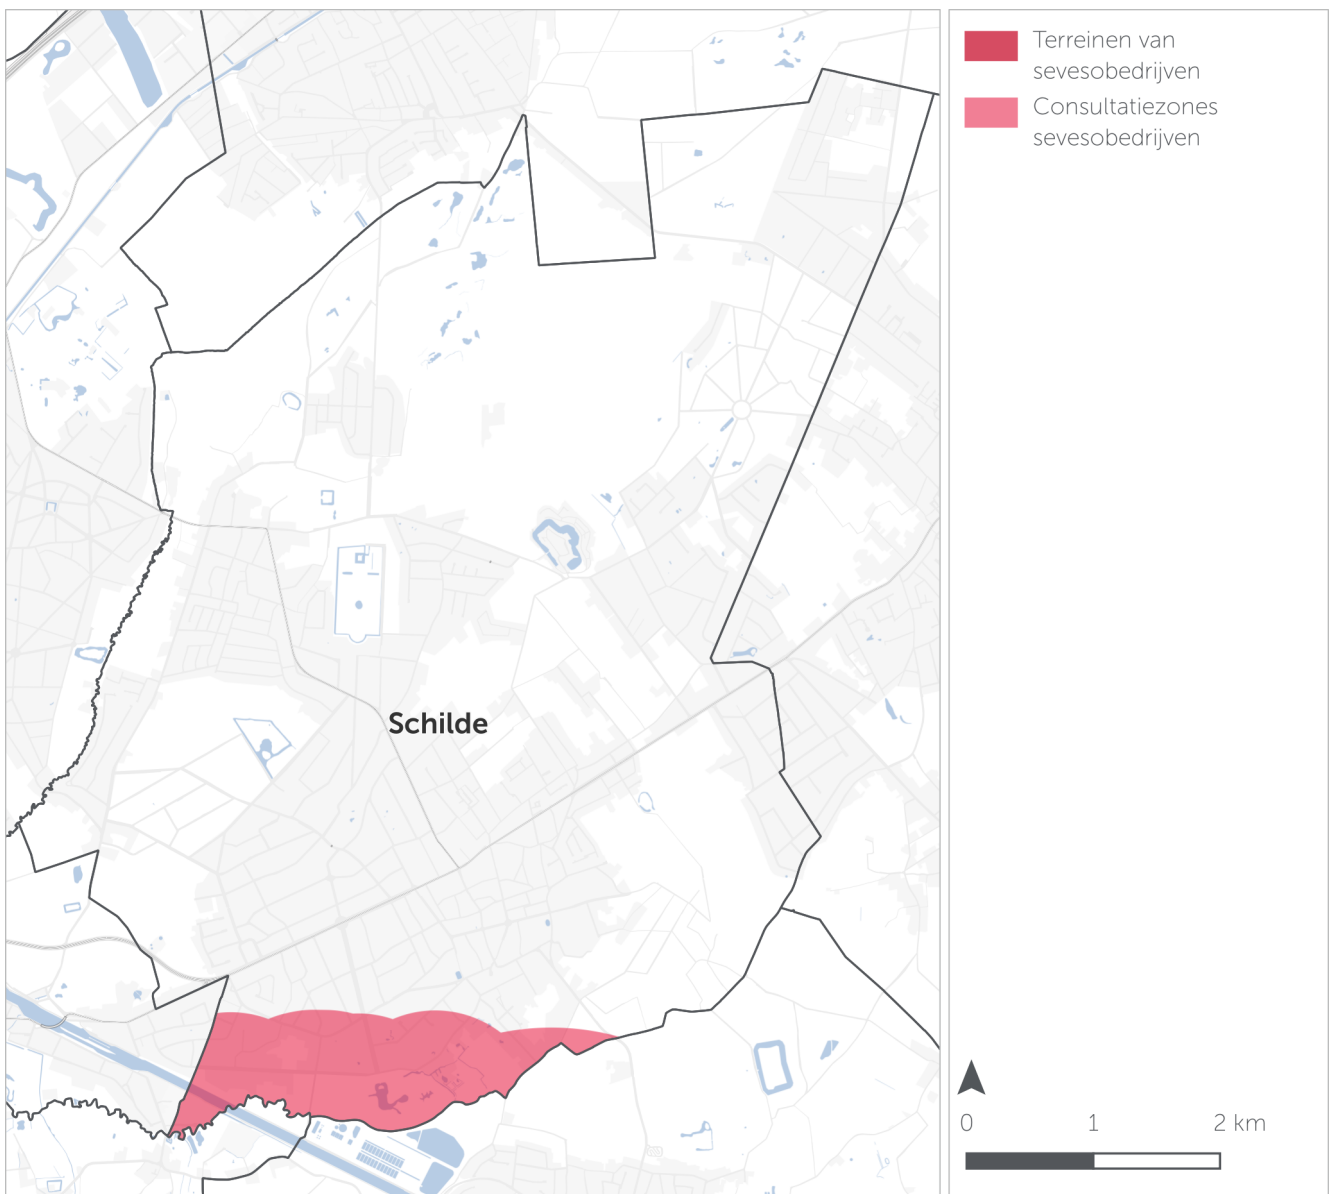 Terreinen van
sevesobedrijven
Consultatiezones
sevesobedrijven
Schilde
0 1 2 km